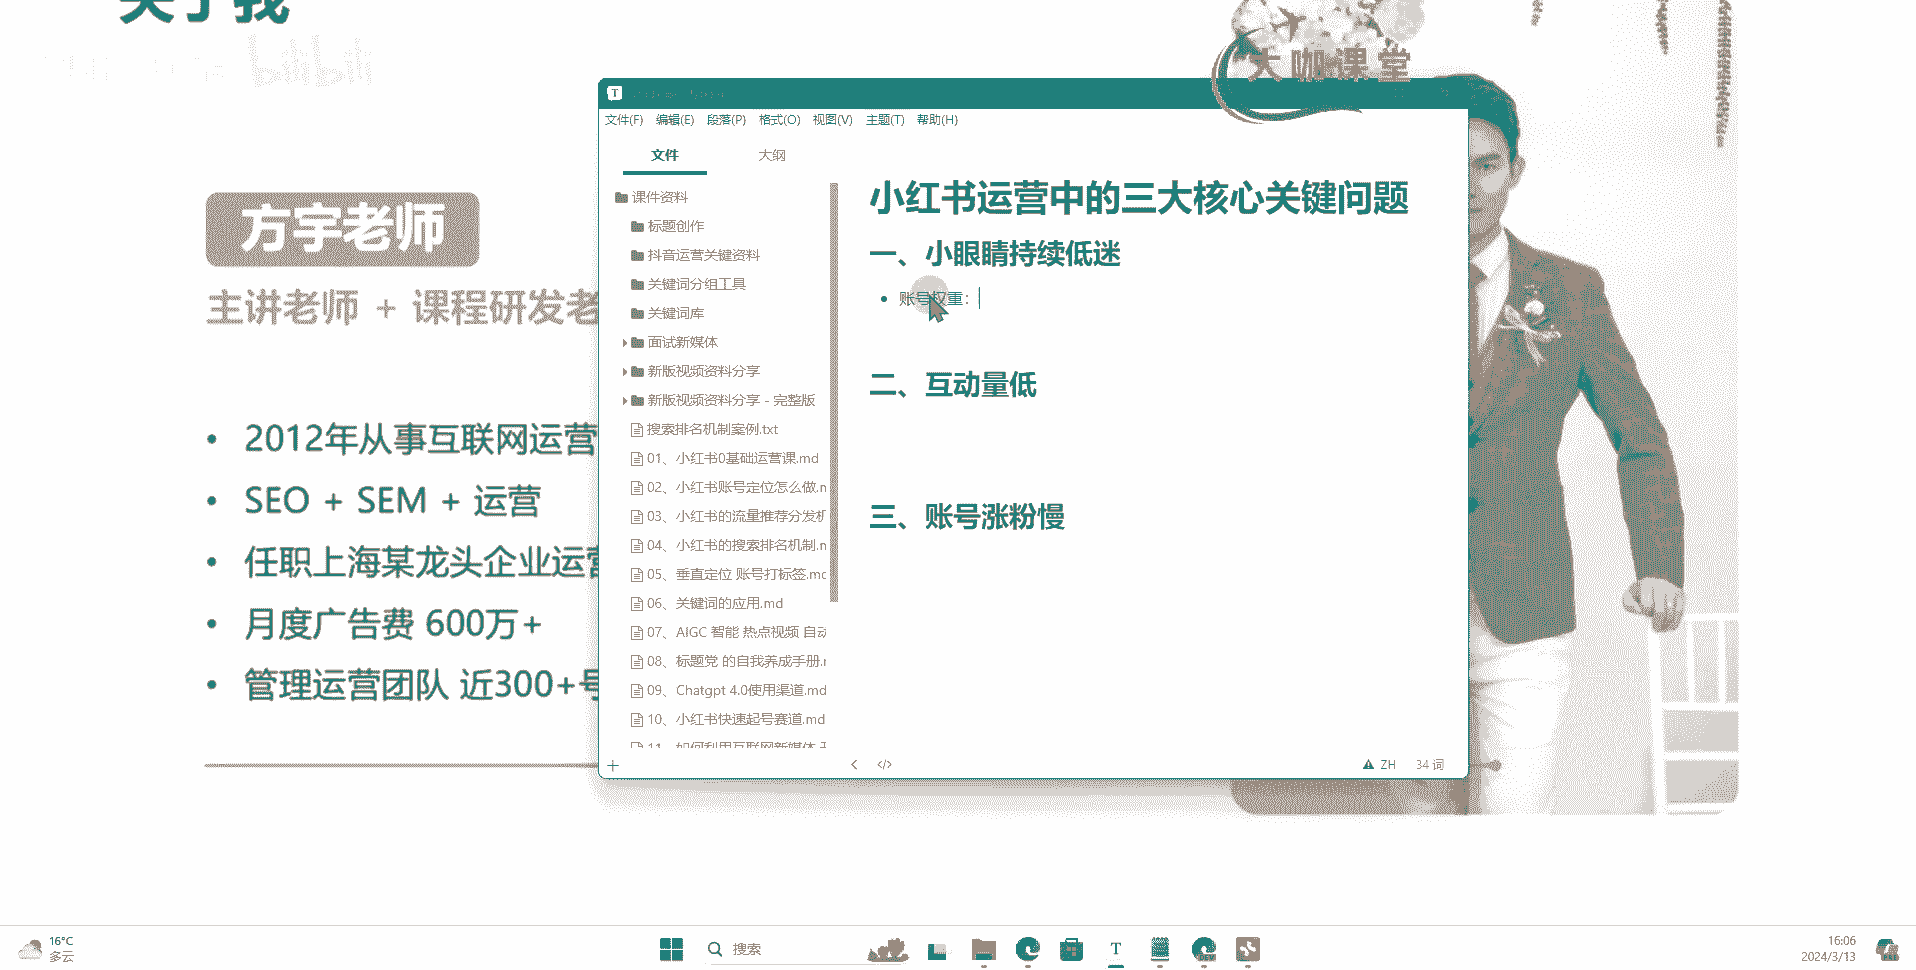 关于我
bilibili
大咖课堂
方宇老师
主讲老师 + 课程研发老
2012年从事互联网运营
SEO + SEM + 运营
任职上海某龙头企业运营
月度广告费 600万+
管理运营团队 近300+号
文件(F) 编辑(E) 段落(P) 格式(O) 视图(V) 主题(T) 帮助(H)
文件 大纲
课件资料
标题创作
抖音运营关键资料
关键词分组工具
关键词库
面试新媒体
新版视频资料分享
新版视频资料分享 - 完整版
搜索排名机制案例.txt
01、小红书0基础运营课.md
02、小红书账号定位怎么做.m
03、小红书的流量推荐分发机
04、小红书的搜索排名机制.m
05、垂直定位 账号打标签.md
06、关键词的应用.md
07、AIGC 智能 热点视频 自动
08、标题党 的自我养成手册.m
09、Chatgpt 4.0使用渠道.md
10、小红书快速起号赛道.md
11、如何利用互联网新媒体
小红书运营中的三大核心关键问题
一、小眼睛持续低迷
账号权重：
二、互动量低
三、账号涨粉慢
ZH 34 词
16°C
多云
搜索
16:06
2024/3/13